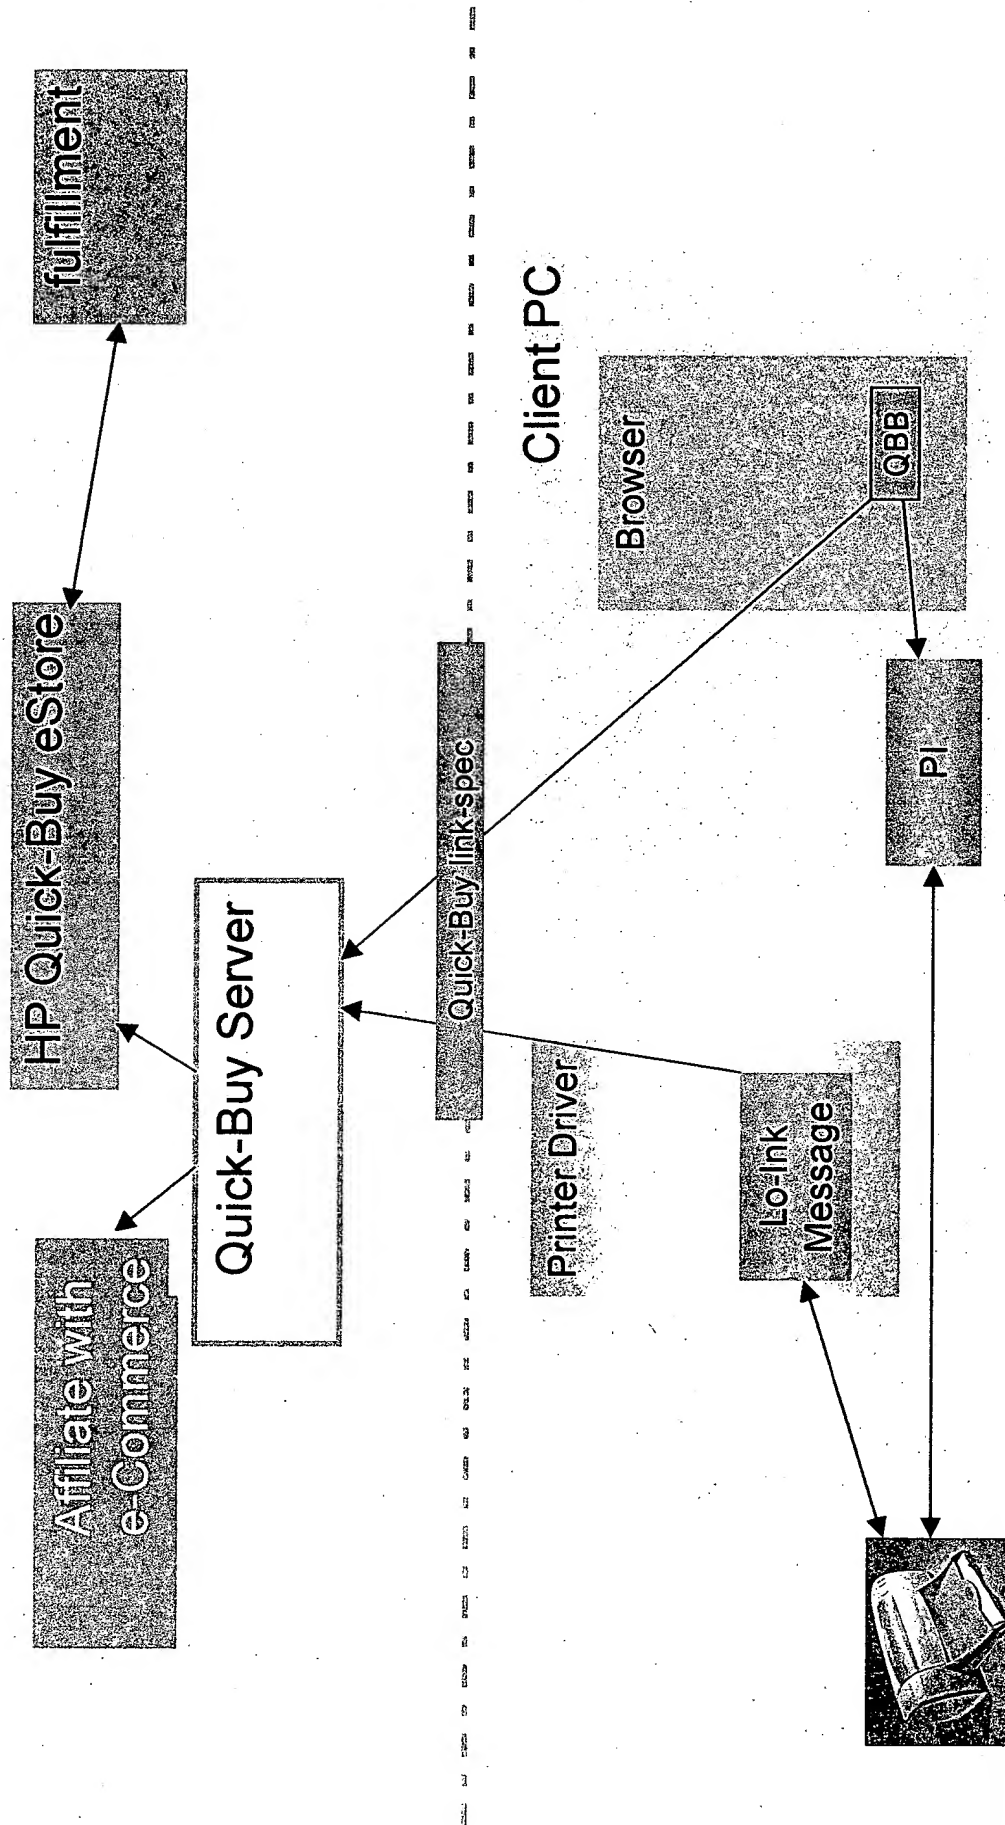 Affiliate with
e-Commerce
HP Quick-Buy eStore
fulfillment
Quick-Buy Server
Quick-Buy link-spec
Client PC
Printer Driver
Browser
Lo-Ink
Message
PI
QBB